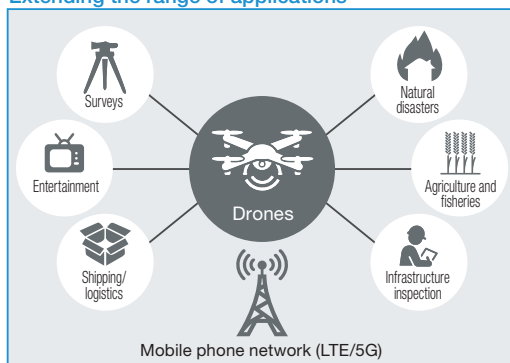 Extending the range of applications
Surveys
Natural
disasters
Entertainment
Drones
Agriculture and
fisheries
Shipping/
logistics
Infrastructure
inspection
Mobile phone network (LTE/5G)